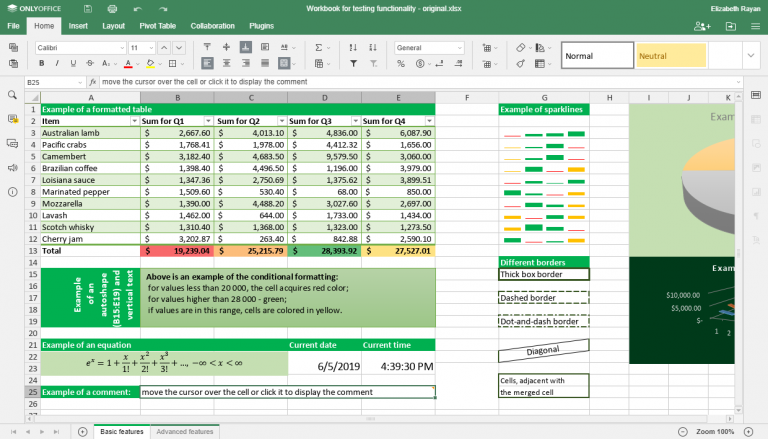 ONLYOFFICE
Workbook for testing functionality - original.xlsx
Elizabeth Rayan
File Home Insert Layout Pivot Table Collaboration Plugins
Calibri 11 General Normal Neutral
B25 fx move the cursor over the cell or click it to display the comment
A B C D E F G H I J K
1 Example of a formatted table Example of sparklines
2 Item Sum for Q1 Sum for Q2 Sum for Q3 Sum for Q4
Exam
3 Australian lamb $ 2,667.60 $ 4,013.10 $ 4,836.00 $ 6,087.90
4 Pacific crabs $ 1,768.41 $ 1,978.00 $ 4,412.32 $ 1,656.00
5 Camembert $ 3,182.40 $ 4,683.50 $ 9,579.50 $ 3,060.00
6 Brazilian coffee $ 1,398.40 $ 4,496.50 $ 1,196.00 $ 3,979.00
7 Loisiana sauce $ 1,347.36 $ 2,750.69 $ 1,375.62 $ 3,899.51
8 Marinated pepper $ 1,509.60 $ 530.40 $ 68.00 $ 850.00
9 Mozzarella $ 1,390.00 $ 4,488.20 $ 3,027.60 $ 2,697.00
10 Lavash $ 1,462.00 $ 644.00 $ 1,733.00 $ 1,434.00
11 Scotch whisky $ 1,310.40 $ 1,368.00 $ 1,323.00 $ 1,273.50
12 Cherry jam $ 3,202.87 $ 263.40 $ 842.88 $ 2,590.10
13 Total $ 19,239.04 $ 25,215.79 $ 28,393.92 $ 27,527.01
14 Different borders
15 Thick box border
Exam
16
17 Dashed border
18
19 Dot-and-dash border
Example
of an
autoshape
(B15:E19) and
vertical text
Above is an example of the conditional formatting:
for values less than 20 000, the cell acquires red color;
for values higher than 28 000 - green;
if values are in this range, cells are colored in yellow.
$10,000.00
$5,000.00
$-
1 2
20
21 Example of an equation Current date Current time
22 e^x = 1 + x/1! + x²/2! + x³/3! + ..., −∞ < x < ∞
23 6/5/2019 4:39:30 PM
Diagonal
24 Cells, adjacent with
25 Example of a comment: move the cursor over the cell or click it to display the comment the merged cell
26
Basic features Advanced features Zoom 100%